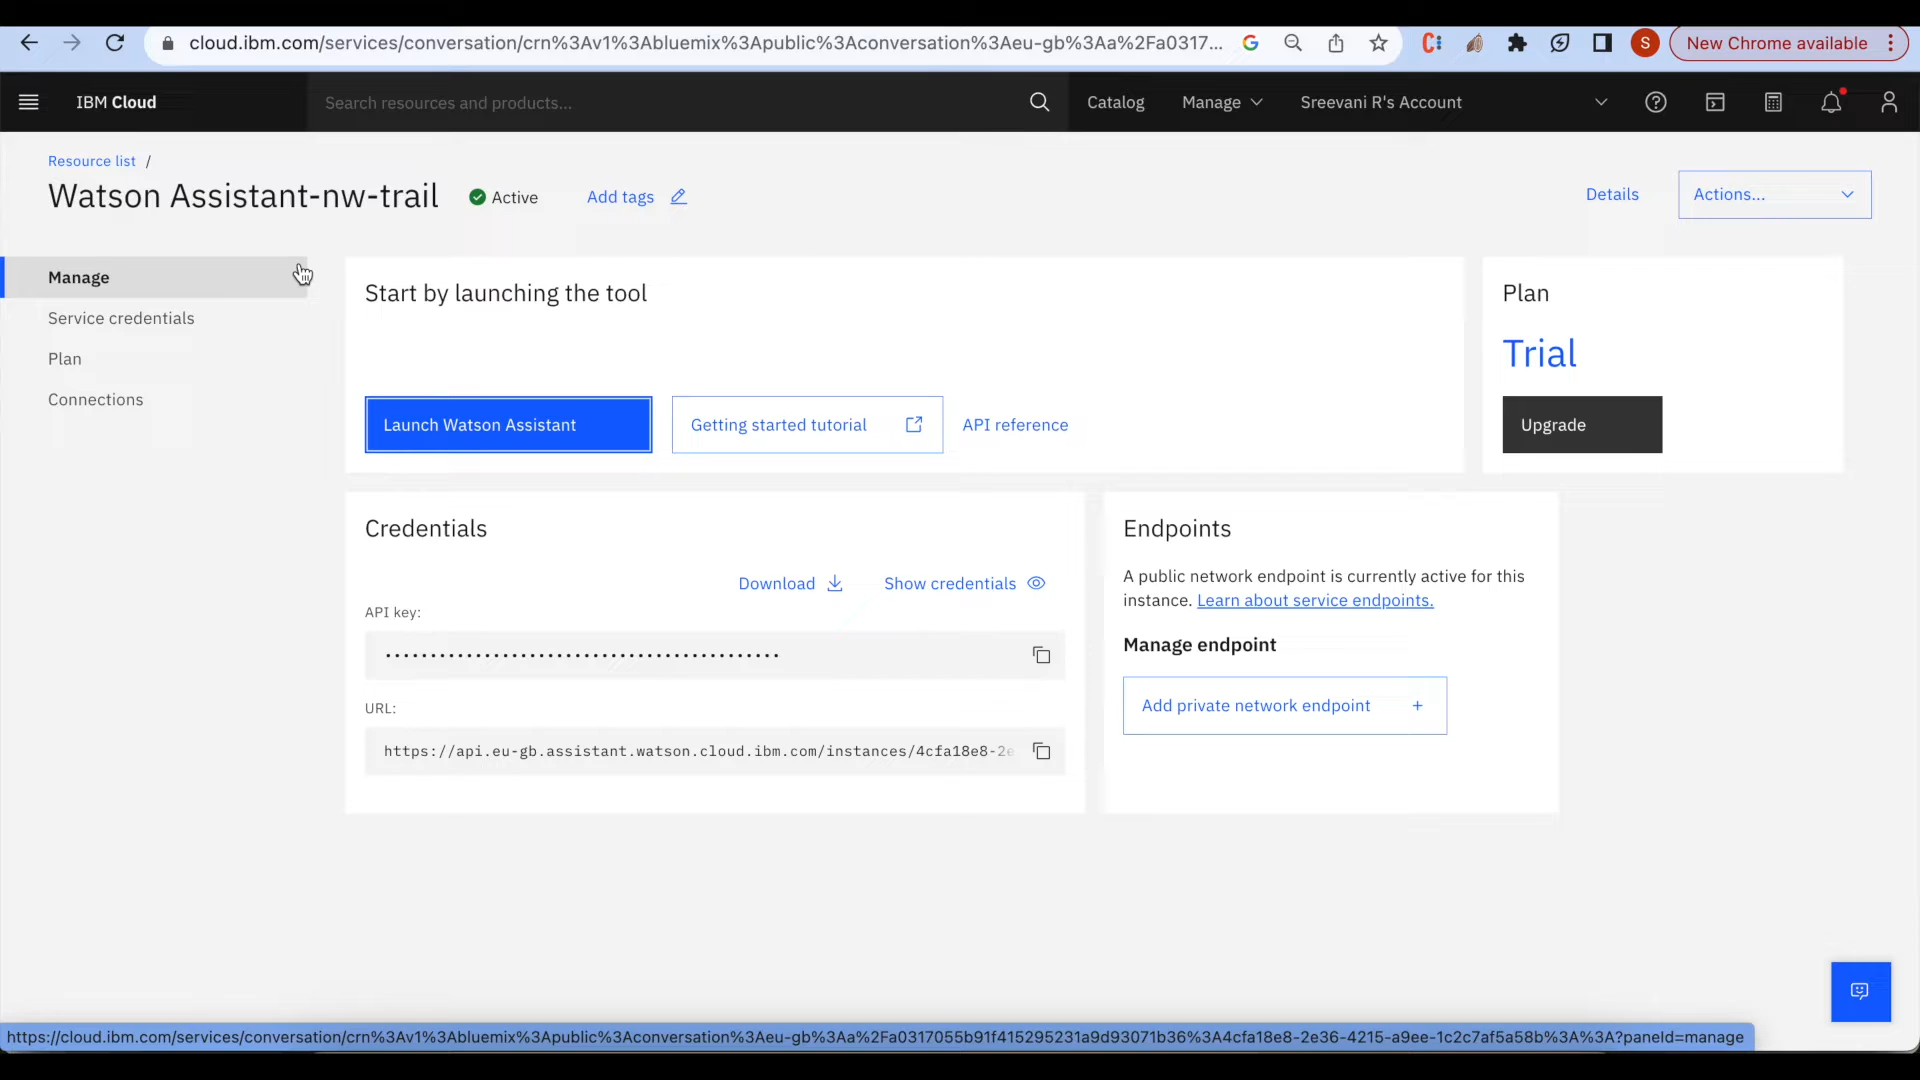 cloud.ibm.com/services/conversation/crn%3Av1%3Abluemix%3Apublic%3Aconversation%3Aeu-gb%3Aa%2Fa0317...
S
New Chrome available
IBM Cloud
Search resources and products...
Catalog
Manage
Sreevani R's Account
Resource list /
Watson Assistant-nw-trail
Active
Add tags
Details
Actions...
Manage
Service credentials
Plan
Connections
Start by launching the tool
Launch Watson Assistant
Getting started tutorial
API reference
Plan
Trial
Upgrade
Credentials
Download
Show credentials
API key:
••••••••••••••••••••••••••••••••••••••••••••
URL:
https://api.eu-gb.assistant.watson.cloud.ibm.com/instances/4cfa18e8-2e
Endpoints
A public network endpoint is currently active for this
instance. Learn about service endpoints.
Manage endpoint
Add private network endpoint +
https://cloud.ibm.com/services/conversation/crn%3Av1%3Abluemix%3Apublic%3Aconversation%3Aeu-gb%3Aa%2Fa0317055b91f415295231a9d93071b36%3A4cfa18e8-2e36-4215-a9ee-1c2c7af5a58b%3A%3A?paneId=manage